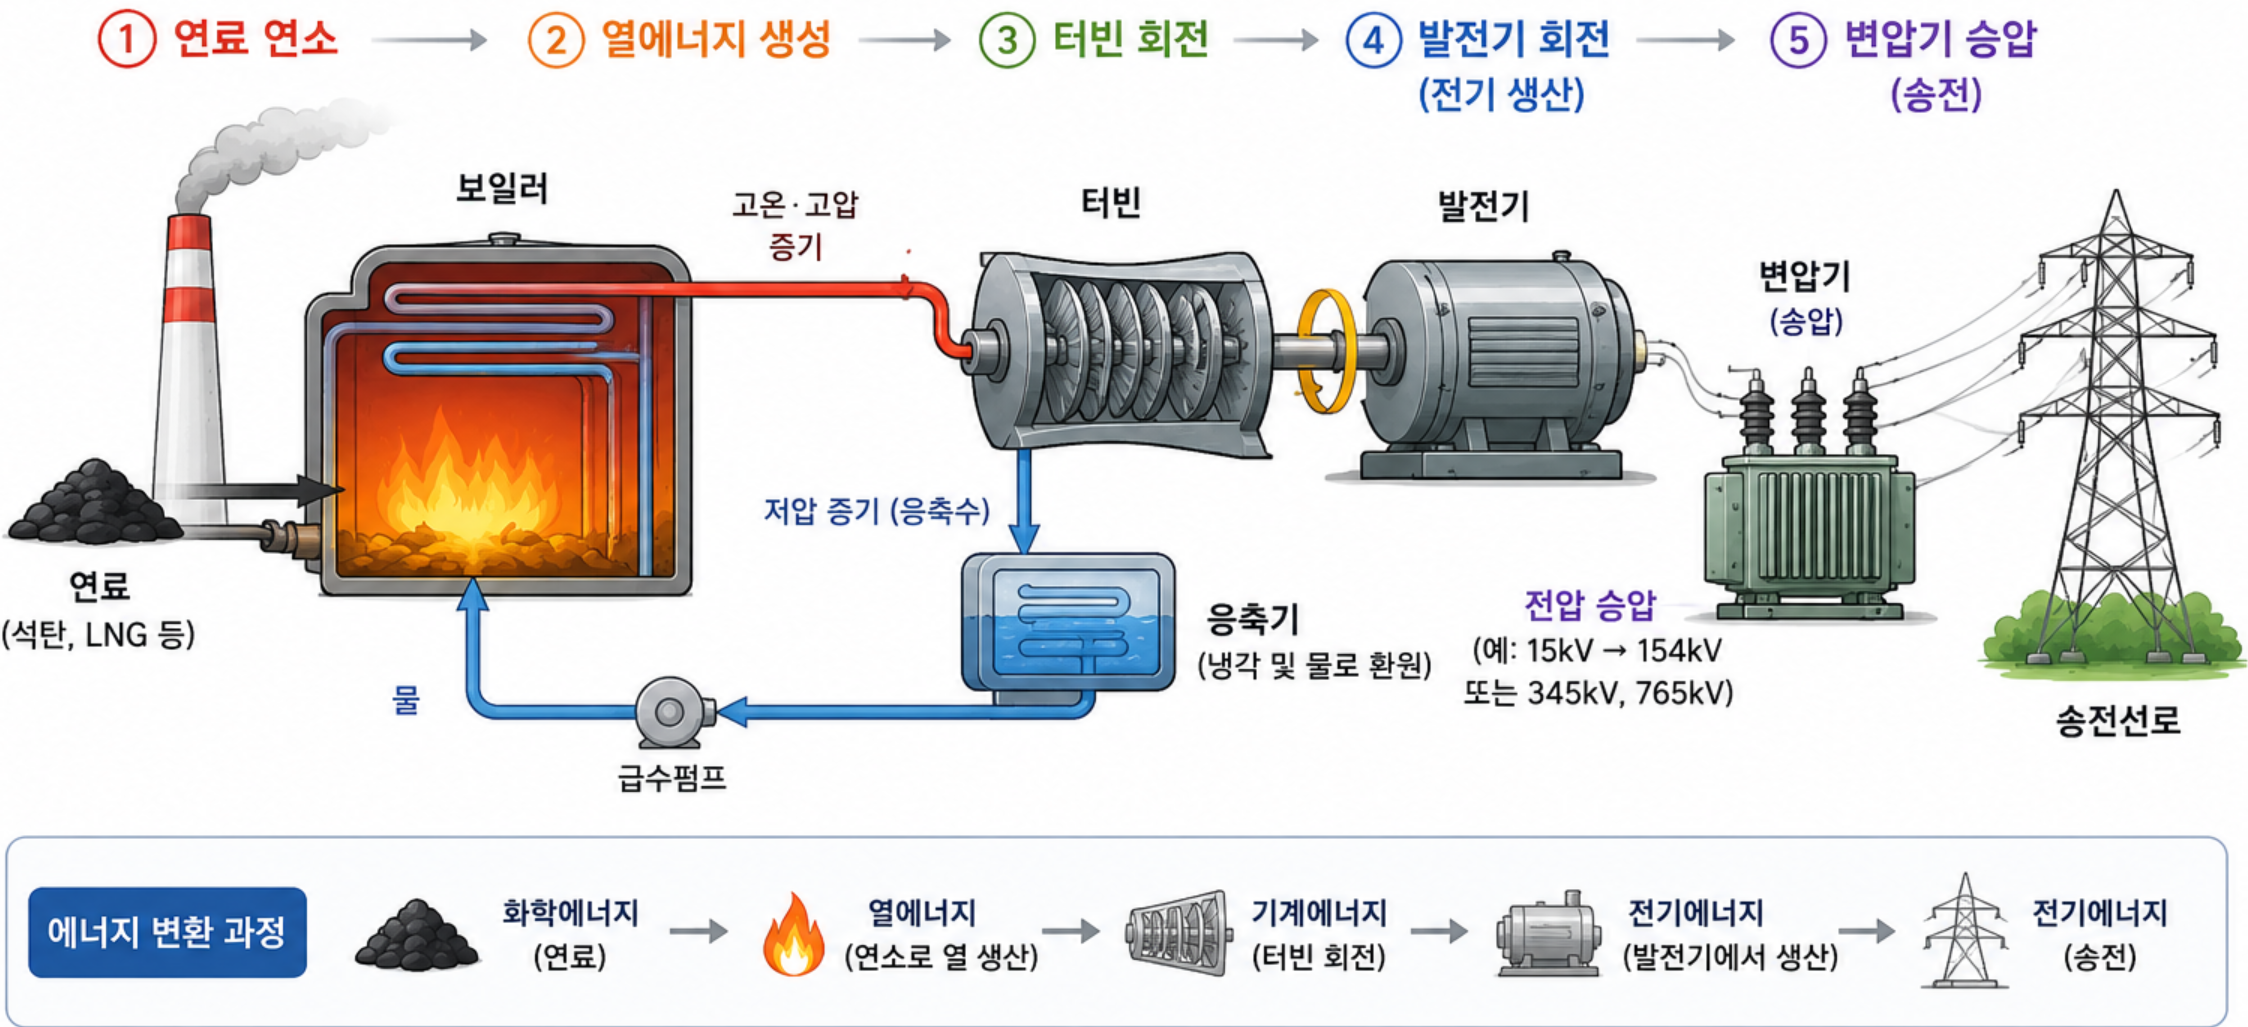 ① 연료 연소 → ② 열에너지 생성 → ③ 터빈 회전 → ④ 발전기 회전 → ⑤ 변압기 승압
(전기 생산)
(송전)
보일러
고온·고압
증기
터빈
발전기
변압기
(송압)
연료
(석탄, LNG 등)
저압 증기 (응축수)
응축기
(냉각 및 물로 환원)
전압 승압
(예: 15kV → 154kV
또는 345kV, 765kV)
송전선로
물
급수펌프
에너지 변환 과정
화학에너지
(연료)
열에너지
(연소로 열 생산)
기계에너지
(터빈 회전)
전기에너지
(발전기에서 생산)
전기에너지
(송전)